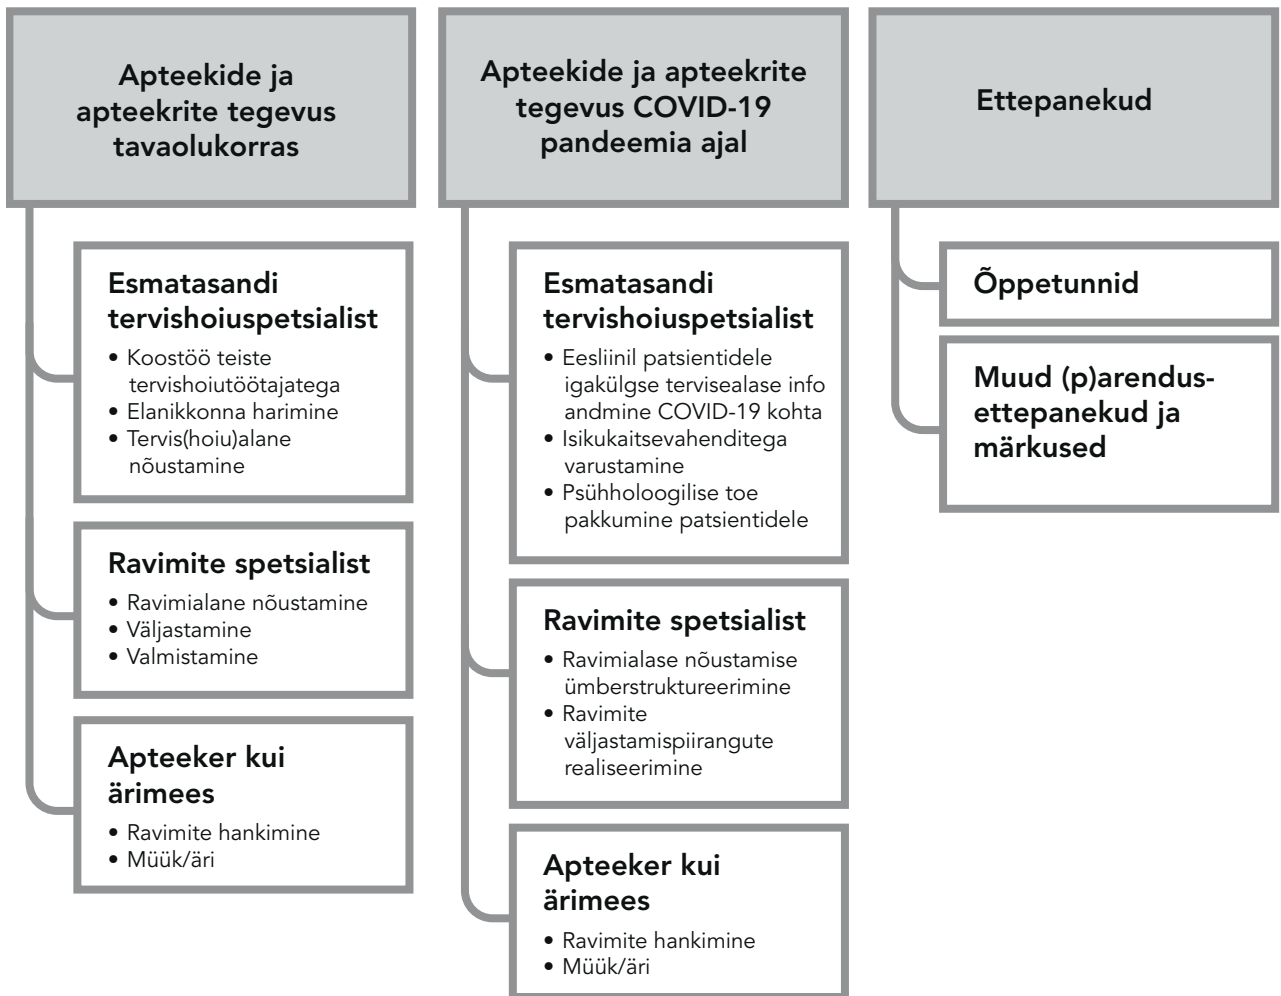 Apteekide ja
apteekrite tegevus
tavaolukorras
Esmatasandi
tervishoiuspetsialist
• Koostöö teiste
tervishoiutöötajatega
• Elanikkonna harimine
• Tervis(hoiu)alane
nõustamine
Ravimite spetsialist
• Ravimialane nõustamine
• Väljastamine
• Valmistamine
Apteeker kui
ärimees
• Ravimite hankimine
• Müük/äri
Apteekide ja apteekrite
tegevus COVID-19
pandeemia ajal
Esmatasandi
tervishoiuspetsialist
• Eesliinil patsientidele
igakülgse tervisealase info
andmine COVID-19 kohta
• Isikukaitsevahenditega
varustamine
• Psühholoogilise toe
pakkumine patsientidele
Ravimite spetsialist
• Ravimialase nõustamise
ümberstruktureerimine
• Ravimite
väljastamispiirangute
realiseerimine
Apteeker kui
ärimees
• Ravimite hankimine
• Müük/äri
Ettepanekud
Õppetunnid
Muud (p)arendus-
ettepanekud ja
märkused